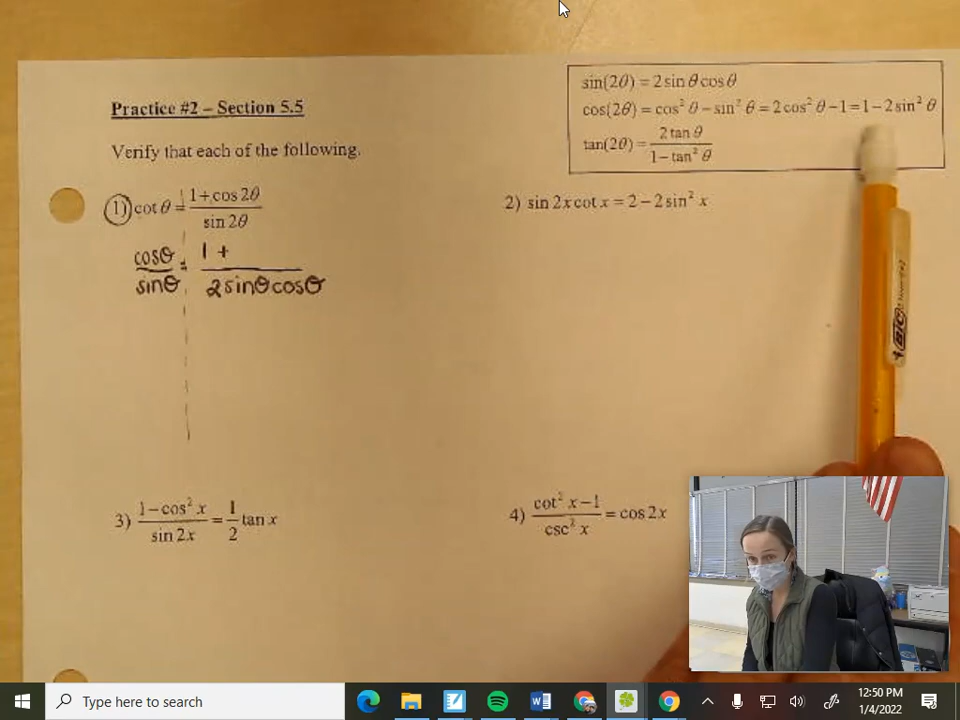 Practice #2 – Section 5.5
sin(2θ) = 2 sin θ cos θ
cos(2θ) = cos² θ – sin² θ = 2 cos² θ – 1 = 1 – 2 sin² θ
tan(2θ) = 2 tan θ / 1 – tan² θ
Verify that each of the following.
1) cot θ = 1 + cos 2θ / sin 2θ
cosθ / sinθ = 1 + / 2 sinθ cosθ
2) sin 2x cot x = 2 – 2 sin² x
3) 1 – cos² x / sin 2x = 1/2 tan x
4) cot² x – 1 / csc² x = cos 2x
BIC
Type here to search
12:50 PM
1/4/2022